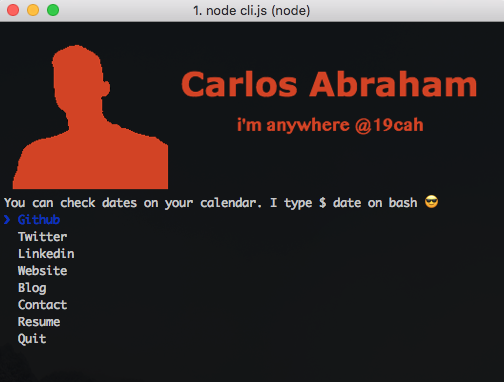 1. node cli.js (node)
Carlos Abraham
i'm anywhere @19cah
You can check dates on your calendar. I type $ date on bash 😎
❯ Github
Twitter
Linkedin
Website
Blog
Contact
Resume
Quit